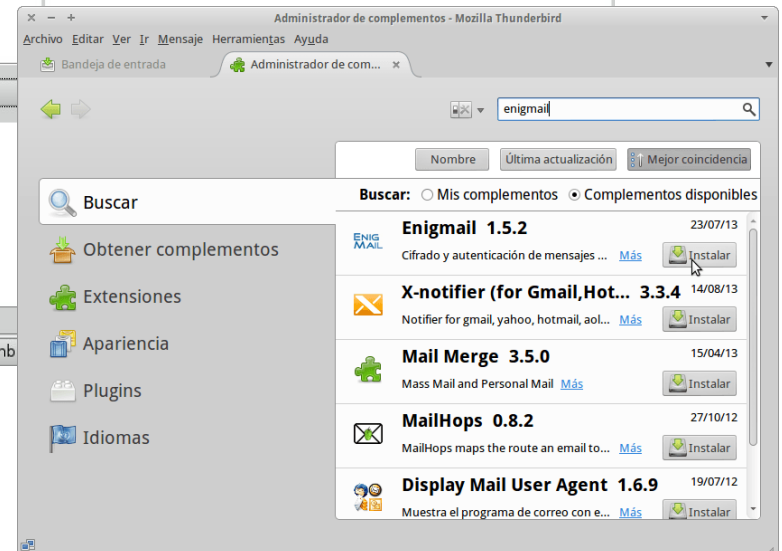 Administrador de complementos - Mozilla Thunderbird
Archivo Editar Ver Ir Mensaje Herramientas Ayuda
Bandeja de entrada
Administrador de com...
enigmail
Nombre Última actualización Mejor coincidencia
Buscar: Mis complementos Complementos disponibles
Buscar
Obtener complementos
Extensiones
Apariencia
Plugins
Idiomas
ENIG
MAIL
Enigmail 1.5.2 23/07/13
Cifrado y autenticación de mensajes ... Más Instalar
X-notifier (for Gmail,Hot... 3.3.4 14/08/13
Notifier for gmail, yahoo, hotmail, aol... Más Instalar
Mail Merge 3.5.0 15/04/13
Mass Mail and Personal Mail Más Instalar
MailHops 0.8.2 27/10/12
MailHops maps the route an email to... Más Instalar
Display Mail User Agent 1.6.9 19/07/12
Muestra el programa de correo con e... Más Instalar